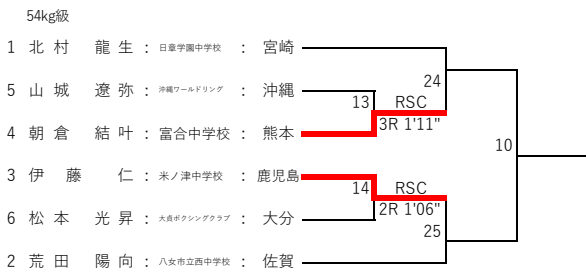 54kg級
1 北村 龍生 : 日章学園中学校 : 宮崎
24
5 山城 遼弥 : 沖縄ワールドリング : 沖縄
13 RSC
3R 1'11"
4 朝倉 結叶 : 富合中学校 : 熊本
10
3 伊藤 仁 : 米ノ津中学校 : 鹿児島
14 RSC
2R 1'06"
6 松本 光昇 : 大貞ボクシングクラブ : 大分
25
2 荒田 陽向 : 八女市立西中学校 : 佐賀